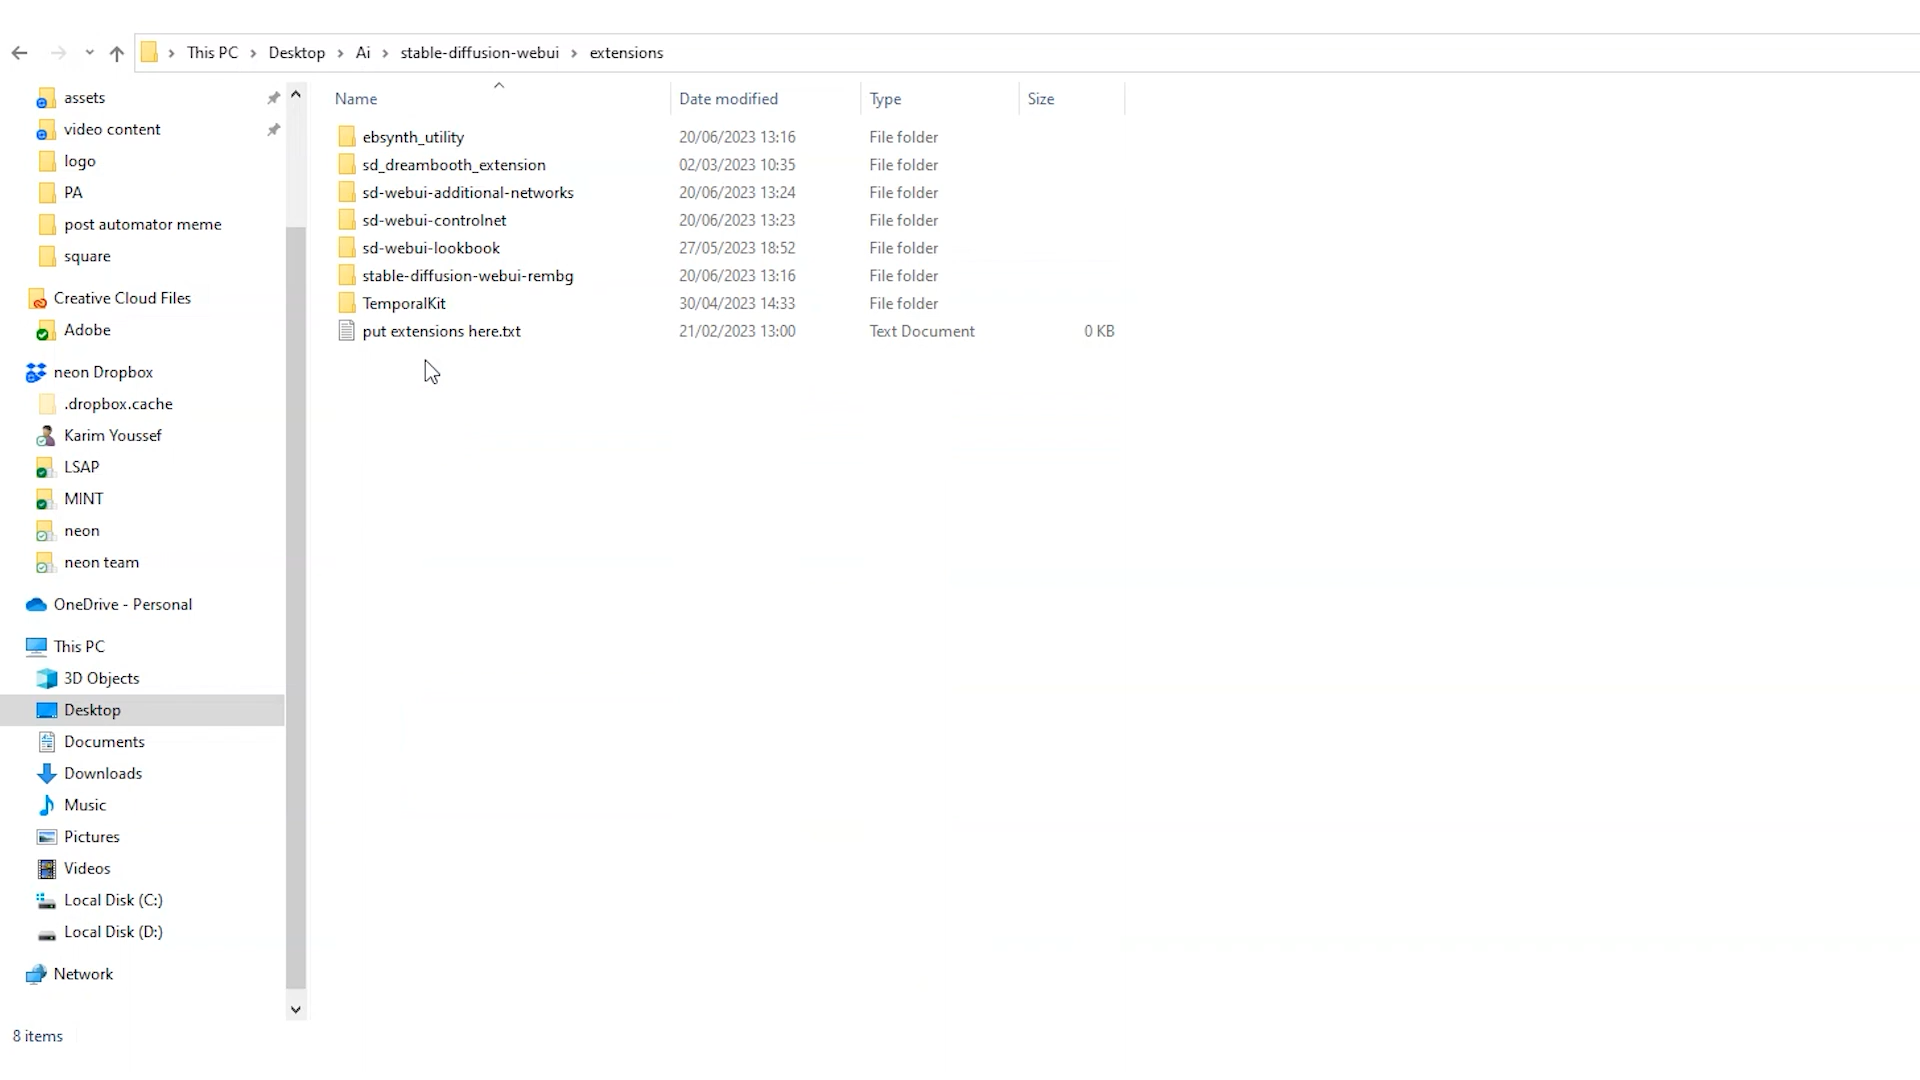 This PC > Desktop > Ai > stable-diffusion-webui > extensions
assets
video content
logo
PA
post automator meme
square
Creative Cloud Files
Adobe
neon Dropbox
.dropbox.cache
Karim Youssef
LSAP
MINT
neon
neon team
OneDrive - Personal
This PC
3D Objects
Desktop
Documents
Downloads
Music
Pictures
Videos
Local Disk (C:)
Local Disk (D:)
Network
Name Date modified Type Size
ebsynth_utility 20/06/2023 13:16 File folder
sd_dreambooth_extension 02/03/2023 10:35 File folder
sd-webui-additional-networks 20/06/2023 13:24 File folder
sd-webui-controlnet 20/06/2023 13:23 File folder
sd-webui-lookbook 27/05/2023 18:52 File folder
stable-diffusion-webui-rembg 20/06/2023 13:16 File folder
TemporalKit 30/04/2023 14:33 File folder
put extensions here.txt 21/02/2023 13:00 Text Document 0 KB
8 items